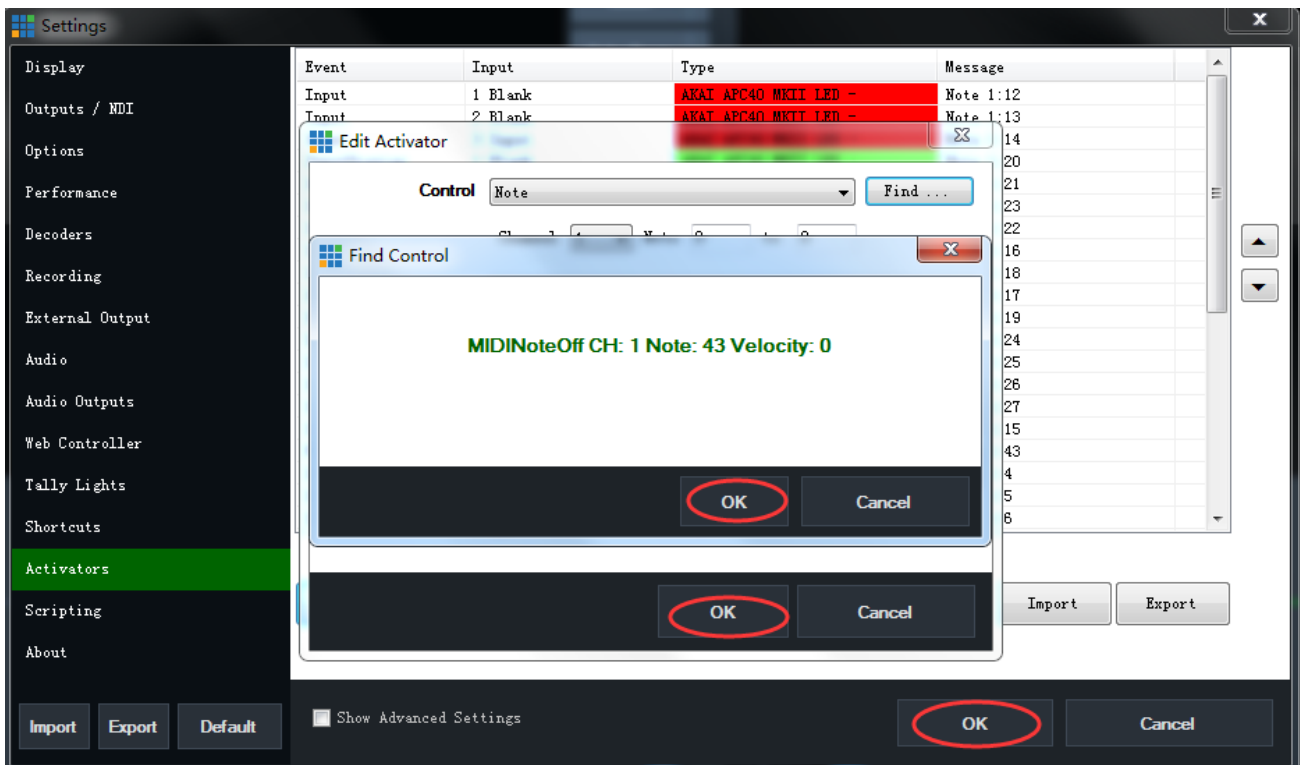 Settings
x
Display
Outputs / NDI
Options
Performance
Decoders
Recording
External Output
Audio
Audio Outputs
Web Controller
Tally Lights
Shortcuts
Activators
Scripting
About
Import Export Default
Event Input Type Message
Input 1 Blank AKAI APC40 MKII LED - Note 1:12
Input 2 Blank AKAI APC40 MKII LED - Note 1:13
14
20
21
23
22
16
18
17
19
24
25
26
27
15
43
4
5
6
Edit Activator
Control Note Find ...
Find Control
MIDINoteOff CH: 1 Note: 43 Velocity: 0
OK Cancel
OK Cancel
Import Export
Show Advanced Settings
OK Cancel